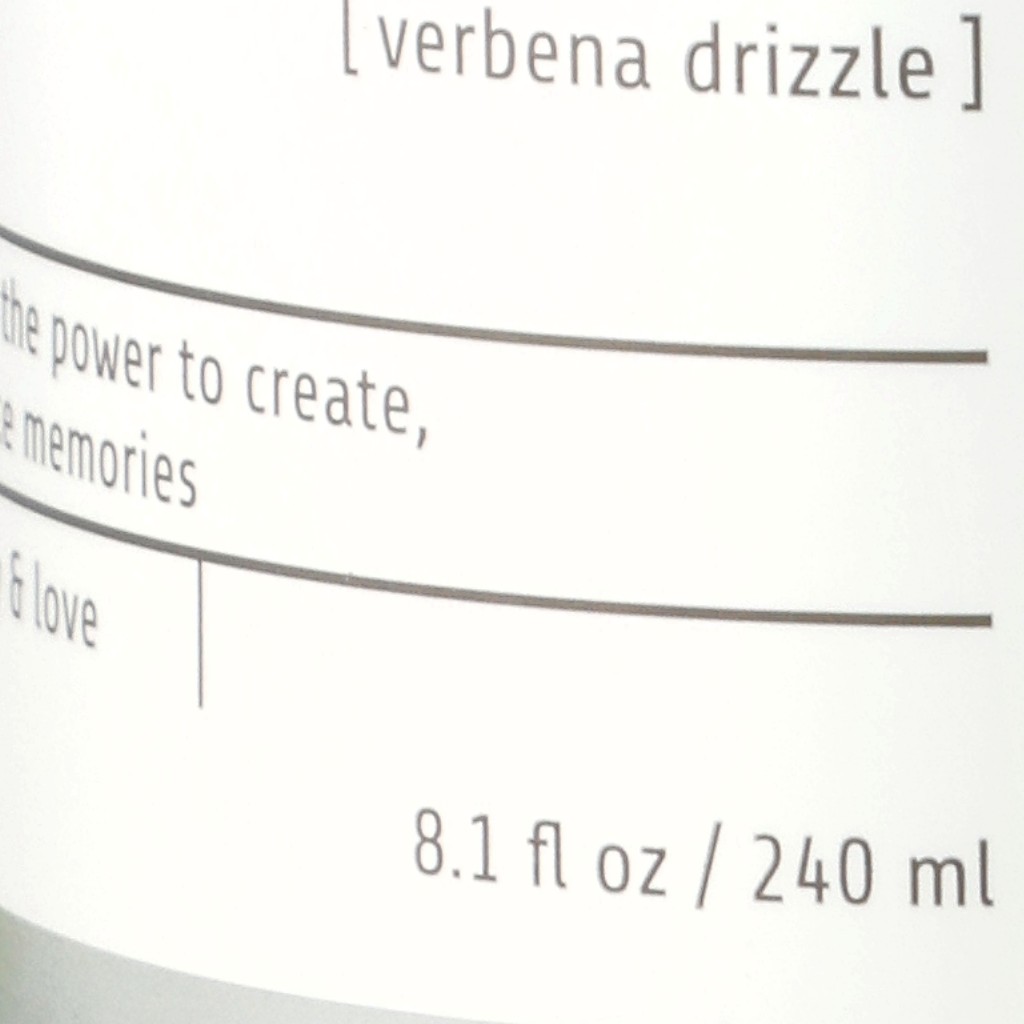 [verbena drizzle]
the power to create,
memories
& love
8.1 fl oz / 240 ml